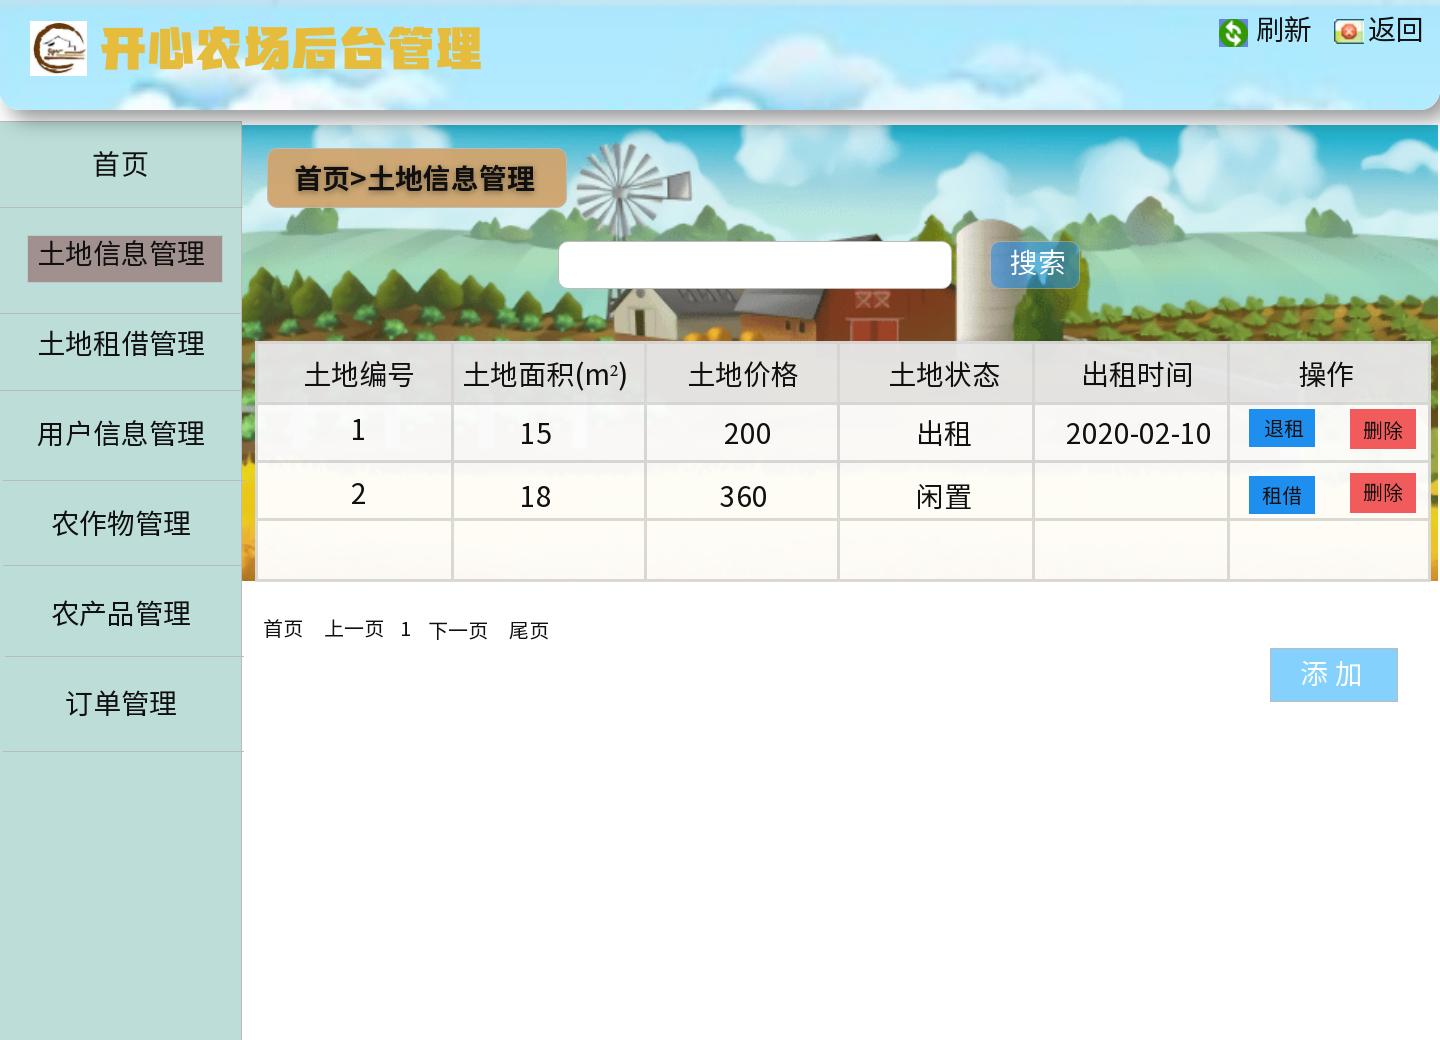 开心农场后台管理
刷新
返回
首页
土地信息管理
土地租借管理
用户信息管理
农作物管理
农产品管理
订单管理
首页>土地信息管理
搜索
土地编号 土地面积(m²) 土地价格 土地状态 出租时间 操作
1 15 200 出租 2020-02-10 退租 删除
2 18 360 闲置 租借 删除
首页 上一页 1 下一页 尾页
添 加